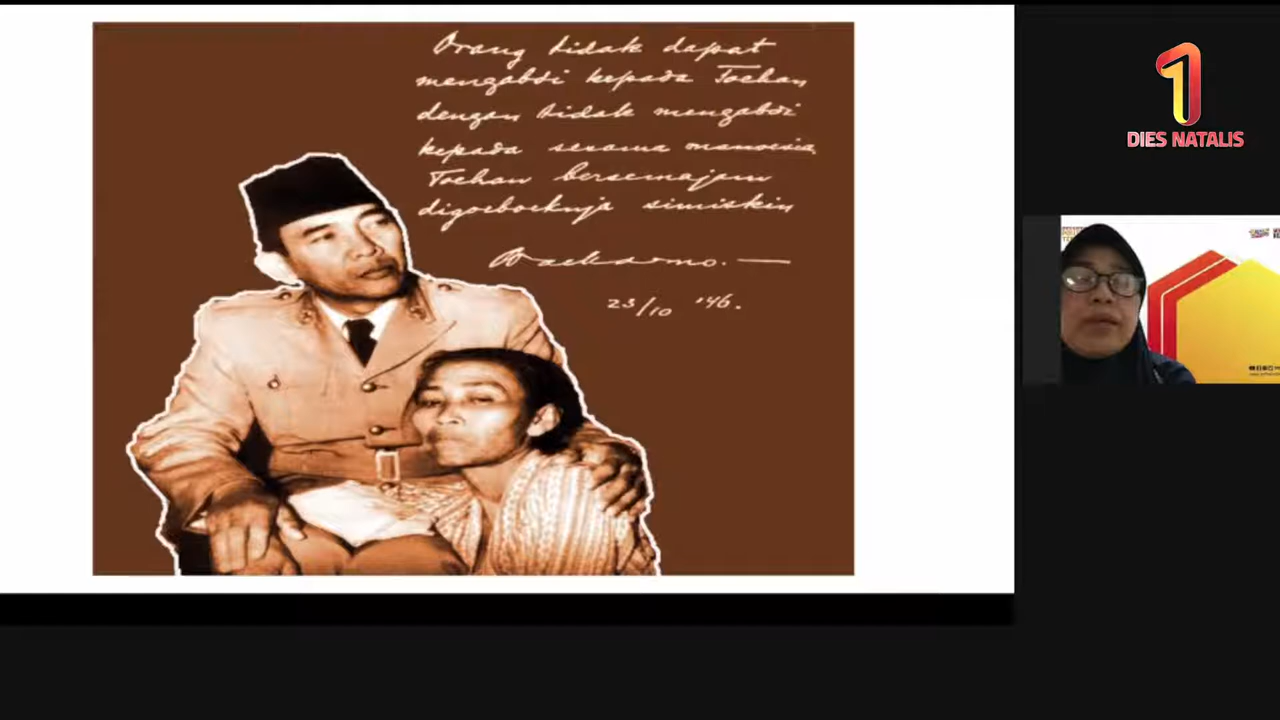 Orang tidak dapat
mengabdi kepada Toehan
dengan tidak mengabdi
kepada sesama manoesia
Toehan bersemajam
digoeboeknja simiskin
Soekarno.—
23/10 '46.
1
DIES NATALIS